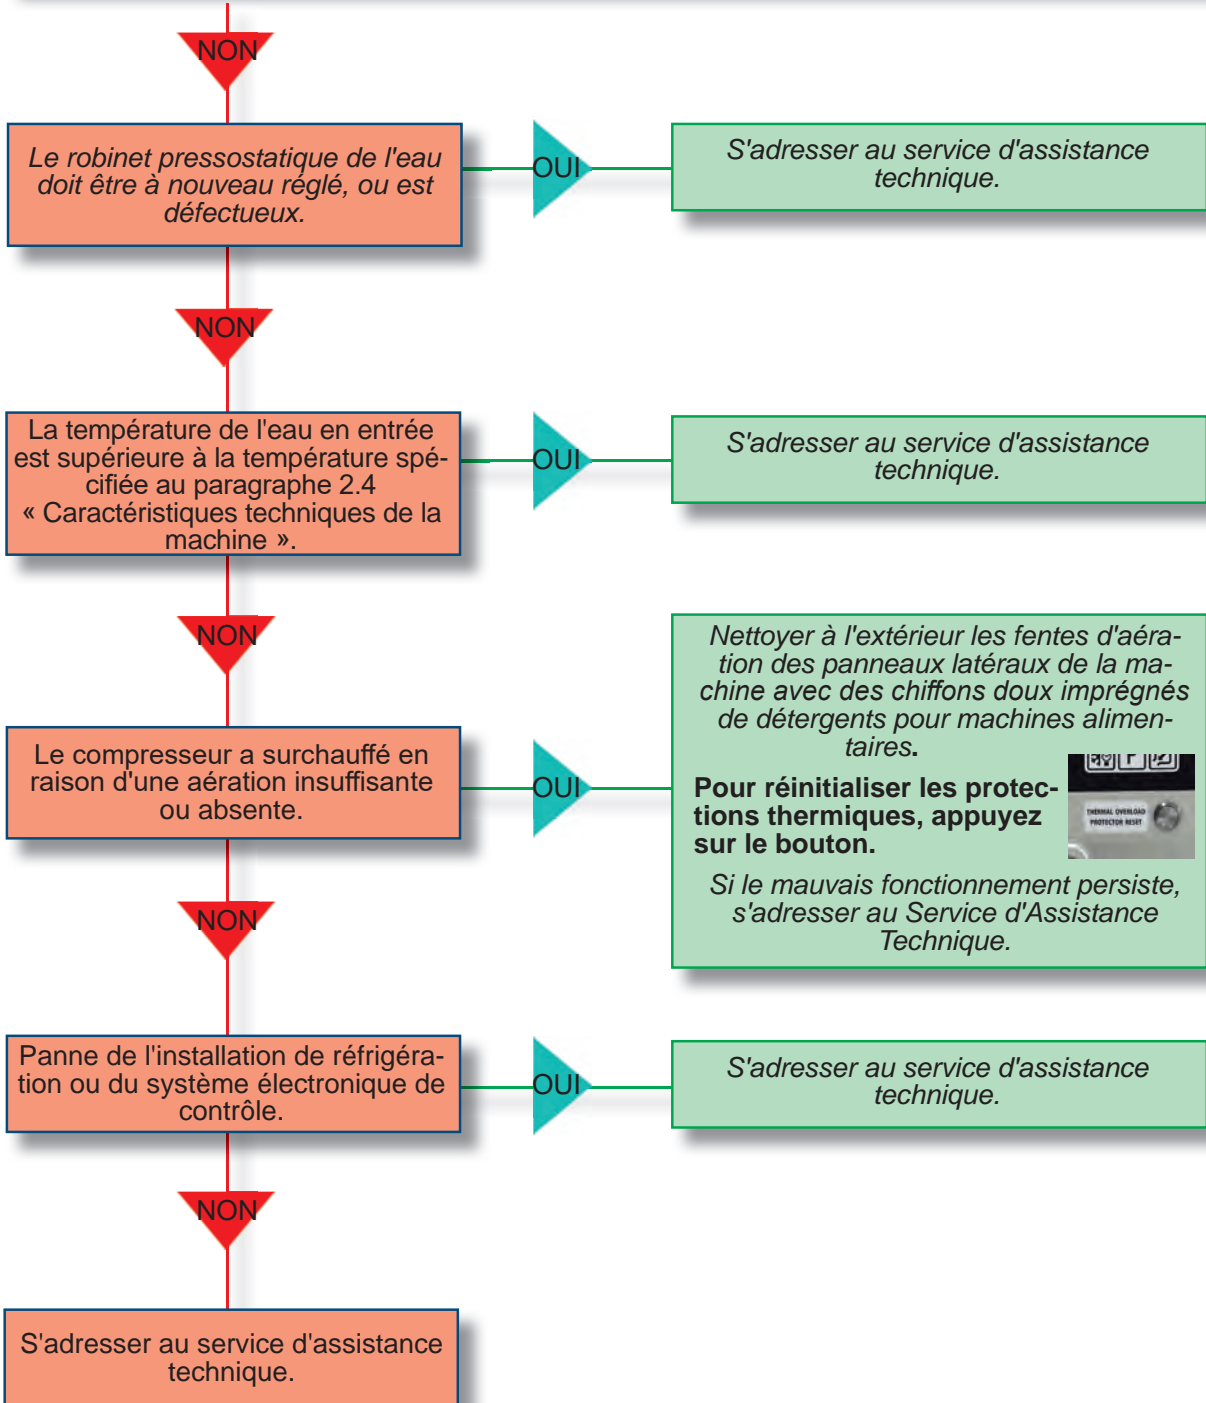 NON
Le robinet pressostatique de l'eau
doit être à nouveau réglé, ou est
défectueux.
OUI
S'adresser au service d'assistance
technique.
NON
La température de l'eau en entrée
est supérieure à la température spé-
cifiée au paragraphe 2.4
« Caractéristiques techniques de la
machine ».
OUI
S'adresser au service d'assistance
technique.
NON
Le compresseur a surchauffé en
raison d'une aération insuffisante
ou absente.
OUI
Nettoyer à l'extérieur les fentes d'aéra-
tion des panneaux latéraux de la ma-
chine avec des chiffons doux imprégnés
de détergents pour machines alimen-
taires.
Pour réinitialiser les protec-
tions thermiques, appuyez
sur le bouton.
THERMAL OVERLOAD
PROTECTOR RESET
Si le mauvais fonctionnement persiste,
s'adresser au Service d'Assistance
Technique.
NON
Panne de l'installation de réfrigéra-
tion ou du système électronique de
contrôle.
OUI
S'adresser au service d'assistance
technique.
NON
S'adresser au service d'assistance
technique.